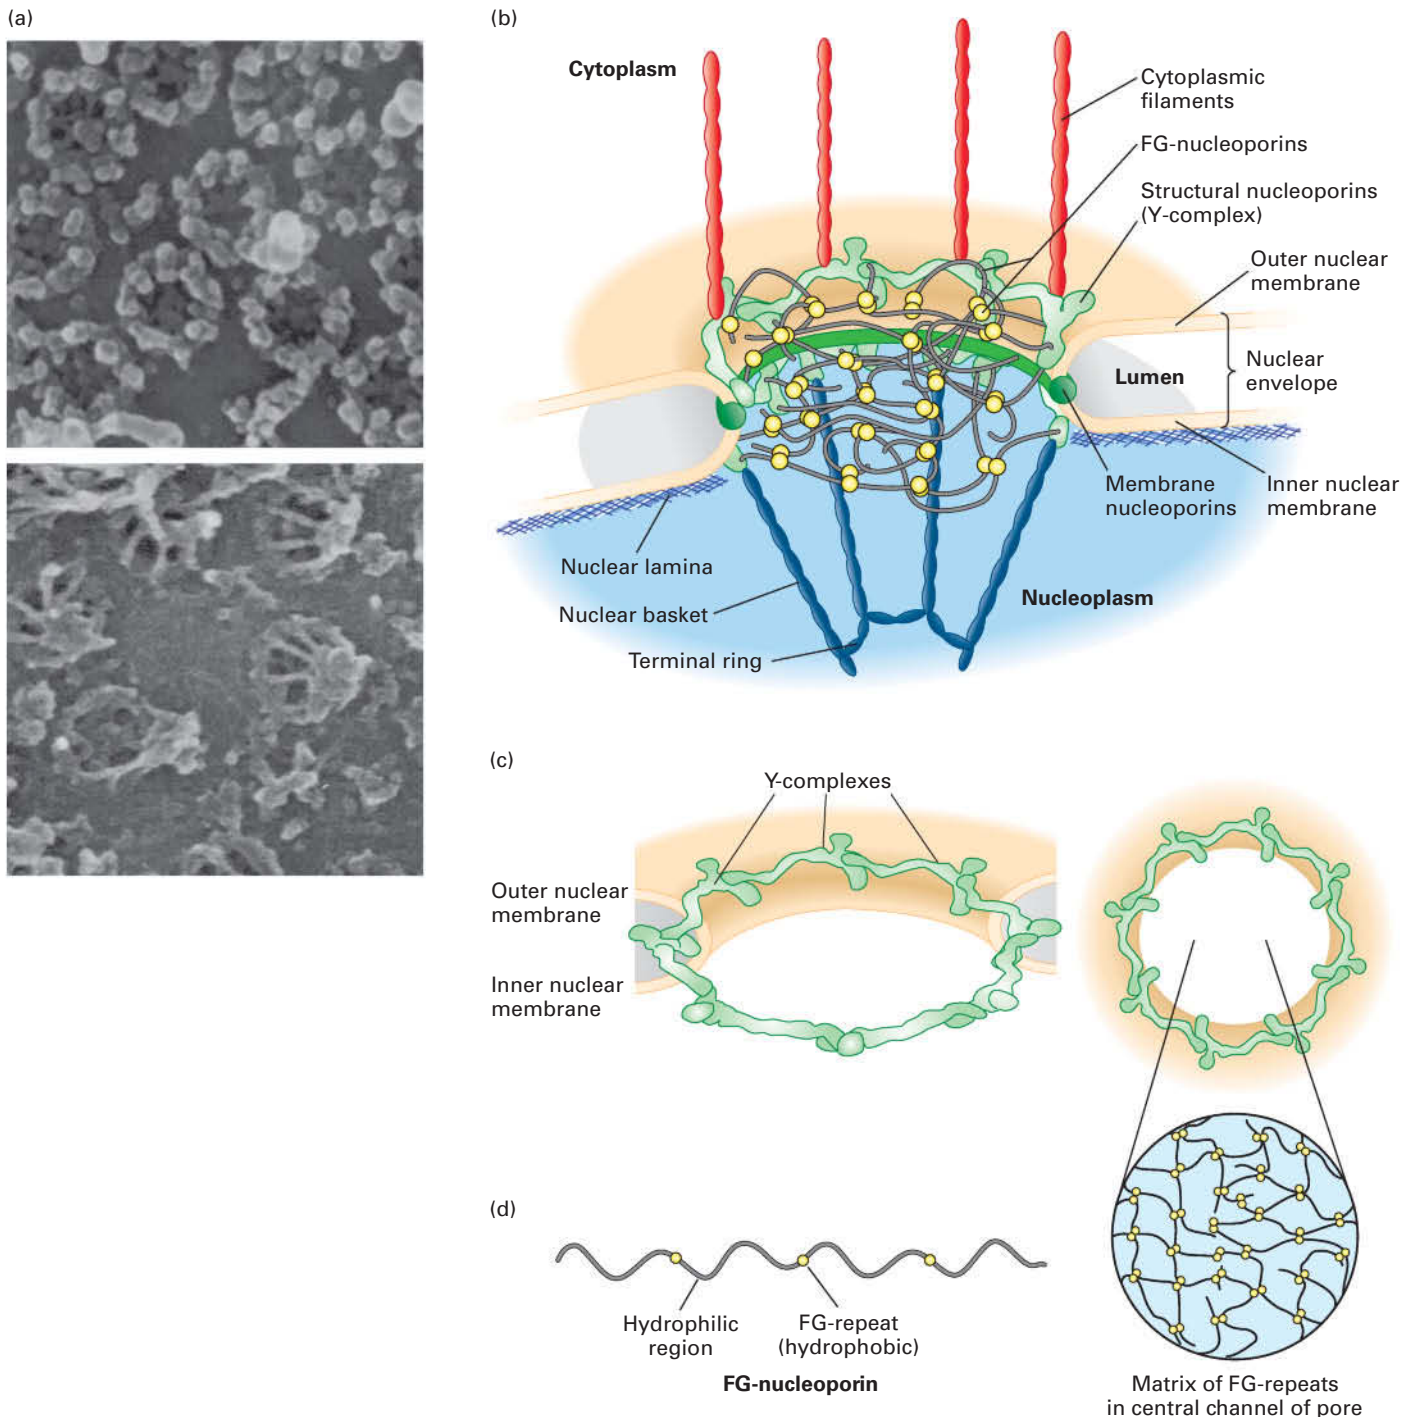 (a)
(b)
Cytoplasm
Cytoplasmic
filaments
FG-nucleoporins
Structural nucleoporins
(Y-complex)
Outer nuclear
membrane
Lumen
Nuclear
envelope
Membrane
nucleoporins
Inner nuclear
membrane
Nuclear lamina
Nuclear basket
Nucleoplasm
Terminal ring
(c)
Y-complexes
Outer nuclear
membrane
Inner nuclear
membrane
(d)
Hydrophilic
region
FG-repeat
(hydrophobic)
FG-nucleoporin
Matrix of FG-repeats
in central channel of pore